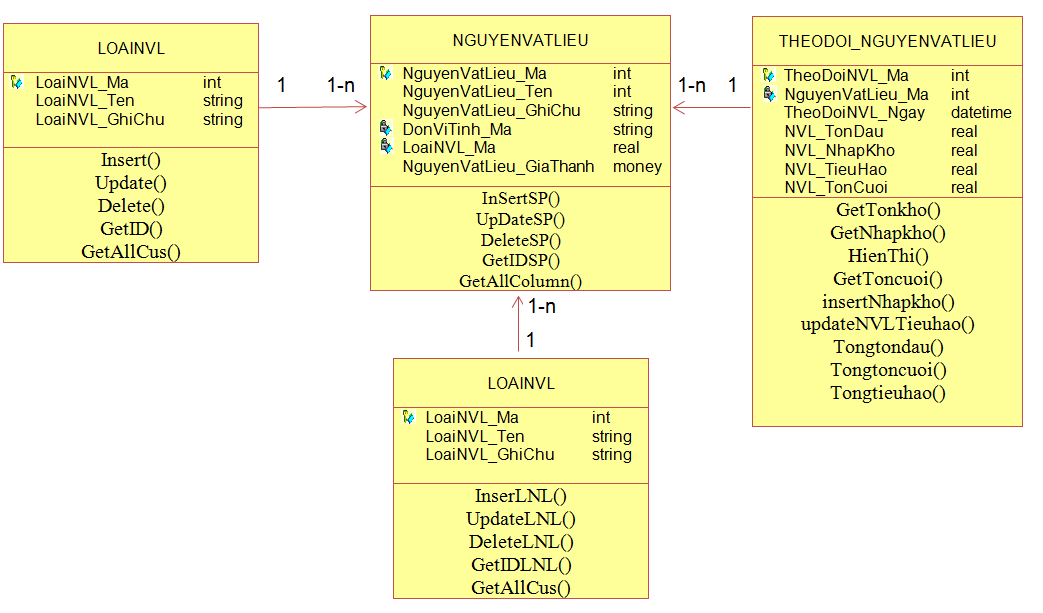 LOAINVL
LoaiNVL_Ma int
LoaiNVL_Ten string
LoaiNVL_GhiChu string
Insert()
Update()
Delete()
GetID()
GetAllCus()
1 1-n
NGUYENVATLIEU
NguyenVatLieu_Ma int
NguyenVatLieu_Ten int
NguyenVatLieu_GhiChu string
DonViTinh_Ma string
LoaiNVL_Ma real
NguyenVatLieu_GiaThanh money
InSertSP()
UpDateSP()
DeleteSP()
GetIDSP()
GetAllColumn()
1-n 1
THEODOI_NGUYENVATLIEU
TheoDoiNVL_Ma int
NguyenVatLieu_Ma int
TheoDoiNVL_Ngay datetime
NVL_TonDau real
NVL_NhapKho real
NVL_TieuHao real
NVL_TonCuoi real
GetTonkho()
GetNhapkho()
HienThi()
GetToncuoi()
insertNhapkho()
updateNVLTieuhao()
Tongtondau()
Tongtoncuoi()
Tongtieuhao()
1-n
1
LOAINVL
LoaiNVL_Ma int
LoaiNVL_Ten string
LoaiNVL_GhiChu string
InserLNL()
UpdateLNL()
DeleteLNL()
GetIDLNL()
GetAllCus()